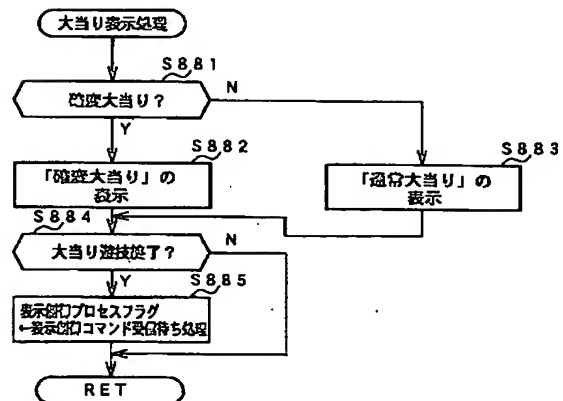 大当り表示処理
S881
確変大当り?
N
Y
S882
「確変大当り」の
表示
S883
「通常大当り」の
表示
S884
大当り遊技終了?
N
Y
S885
表示制御プロセスフラグ
←表示制御コマンド受信待ち処理
RET